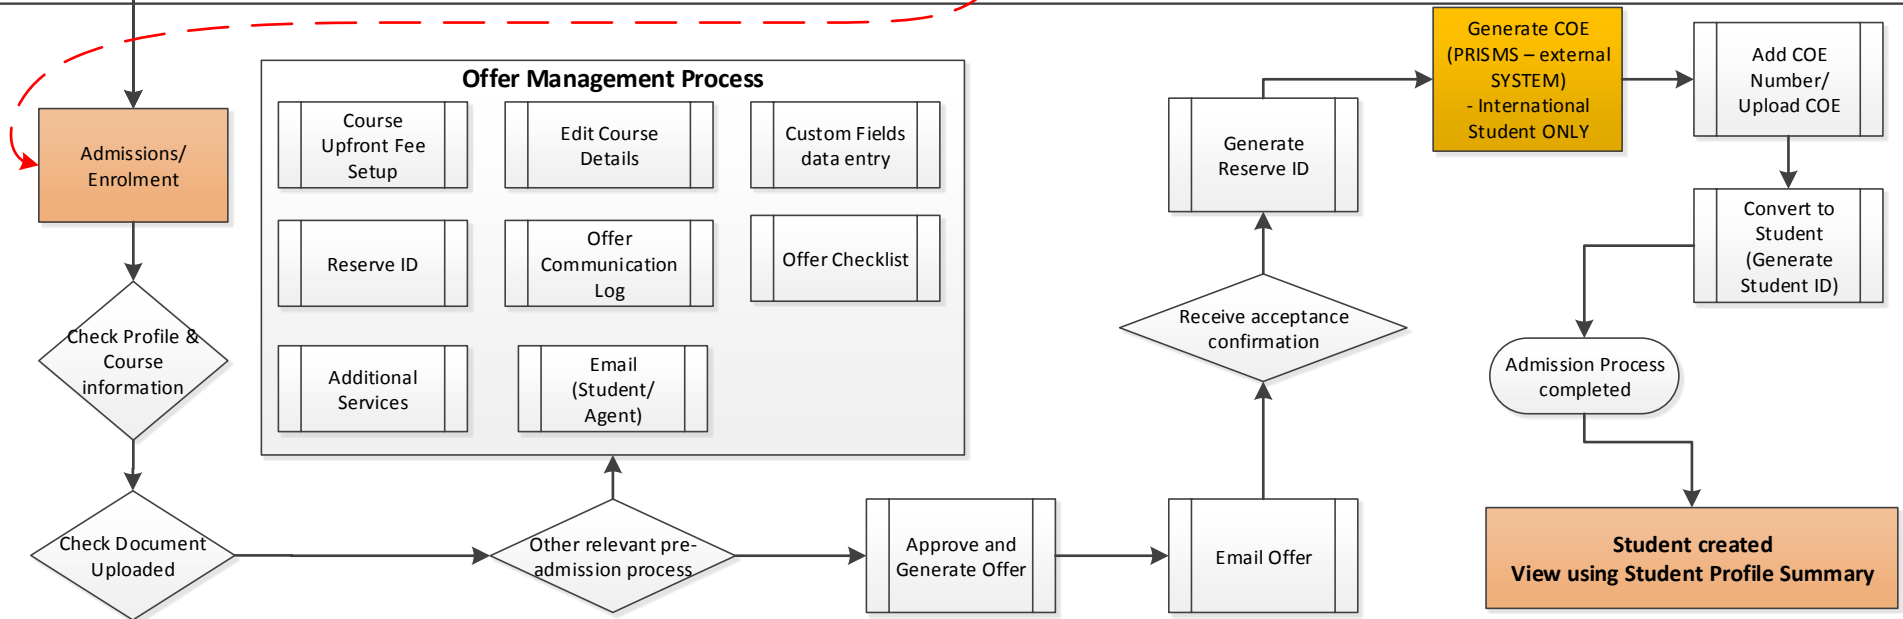 Offer Management Process
Admissions/
Enrolment
Check Profile &
Course
information
Check Document
Uploaded
Course
Upfront Fee
Setup
Edit Course
Details
Custom Fields
data entry
Reserve ID
Offer
Communication
Log
Offer Checklist
Additional
Services
Email
(Student/
Agent)
Other relevant pre-
admission process
Approve and
Generate Offer
Email Offer
Receive acceptance
confirmation
Generate
Reserve ID
Generate COE
(PRISMS – external
SYSTEM)
- International
Student ONLY
Add COE
Number/
Upload COE
Convert to
Student
(Generate
Student ID)
Admission Process
completed
Student created
View using Student Profile Summary